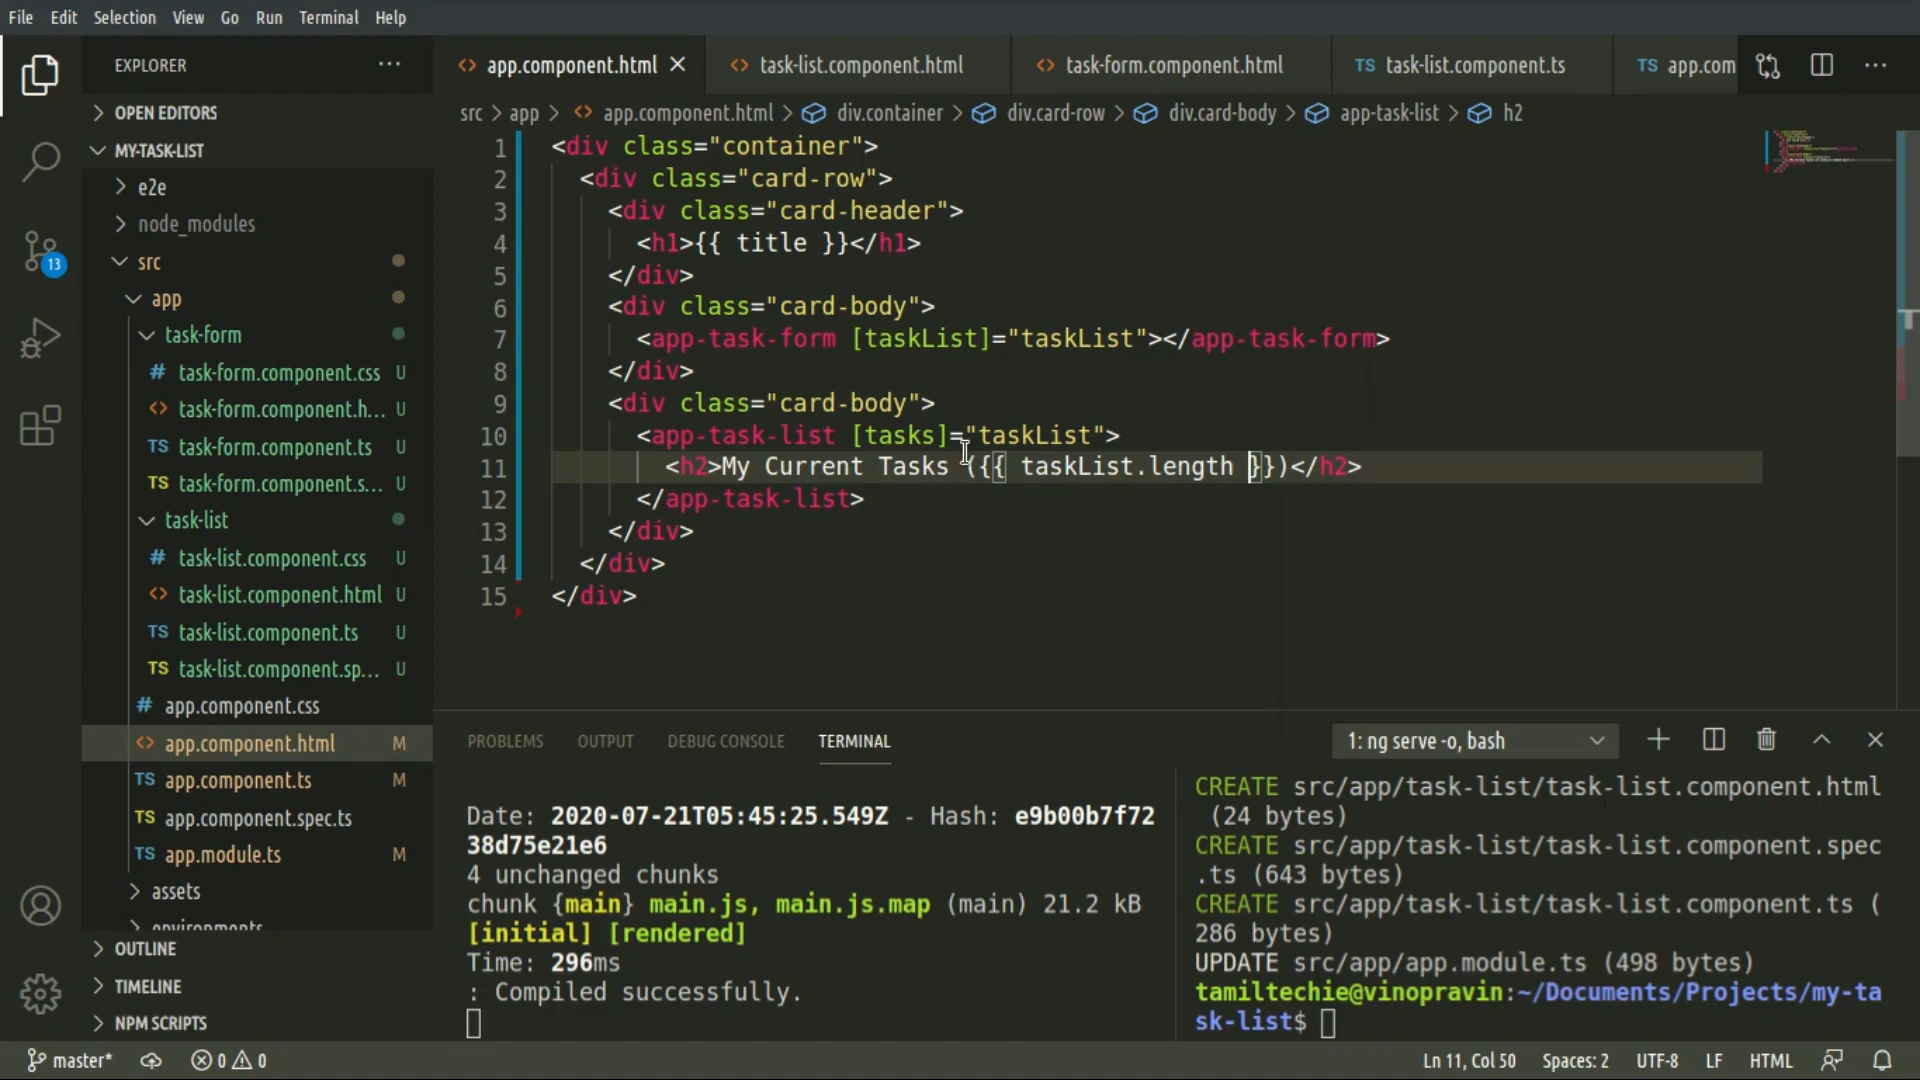 File Edit Selection View Go Run Terminal Help
EXPLORER ···
app.component.html
task-list.component.html
task-form.component.html
TS task-list.component.ts
TS app.com
OPEN EDITORS
src > app > app.component.html > div.container > div.card-row > div.card-body > app-task-list > h2
MY-TASK-LIST
e2e
node_modules
13
src
app
task-form
# task-form.component.css U
<> task-form.component.h... U
TS task-form.component.ts U
TS task-form.component.s... U
task-list
# task-list.component.css U
<> task-list.component.html U
TS task-list.component.ts U
TS task-list.component.sp... U
# app.component.css
<> app.component.html M
TS app.component.ts M
TS app.component.spec.ts
TS app.module.ts M
assets
environments
OUTLINE
TIMELINE
NPM SCRIPTS
1 <div class="container">
2 <div class="card-row">
3 <div class="card-header">
4 <h1>{{ title }}</h1>
5 </div>
6 <div class="card-body">
7 <app-task-form [taskList]="taskList"></app-task-form>
8 </div>
9 <div class="card-body">
10 <app-task-list [tasks]="taskList">
11 <h2>My Current Tasks ({{ taskList.length }})</h2>
12 </app-task-list>
13 </div>
14 </div>
15 </div>
PROBLEMS OUTPUT DEBUG CONSOLE TERMINAL
1: ng serve -o, bash
Date: 2020-07-21T05:45:25.549Z - Hash: e9b00b7f72
38d75e21e6
4 unchanged chunks
chunk {main} main.js, main.js.map (main) 21.2 kB
[initial] [rendered]
Time: 296ms
: Compiled successfully.
CREATE src/app/task-list/task-list.component.html
(24 bytes)
CREATE src/app/task-list/task-list.component.spec
.ts (643 bytes)
CREATE src/app/task-list/task-list.component.ts (
286 bytes)
UPDATE src/app/app.module.ts (498 bytes)
tamiltechie@vinopravin:~/Documents/Projects/my-ta
sk-list$
master* 0 0
Ln 11, Col 50 Spaces: 2 UTF-8 LF HTML